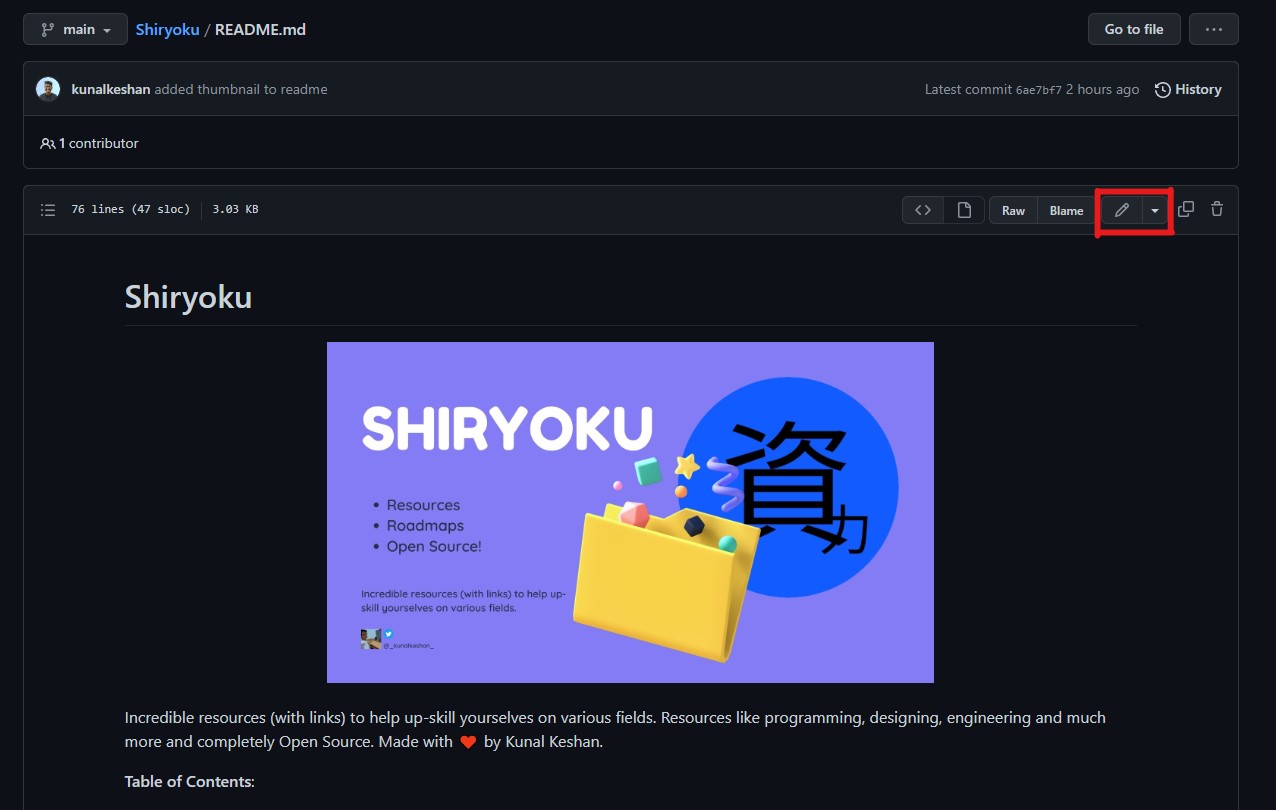 main
Shiryoku / README.md
Go to file
kunalkeshan added thumbnail to readme
Latest commit 6ae7bf7 2 hours ago
History
1 contributor
76 lines (47 sloc)
3.03 KB
Raw
Blame
Shiryoku
SHIRYOKU
資力
• Resources
• Roadmaps
• Open Source!
Incredible resources (with links) to help up-
skill yourselves on various fields.
@_kunalkeshan_
Incredible resources (with links) to help up-skill yourselves on various fields. Resources like programming, designing, engineering and much
more and completely Open Source. Made with ❤️ by Kunal Keshan.
Table of Contents: